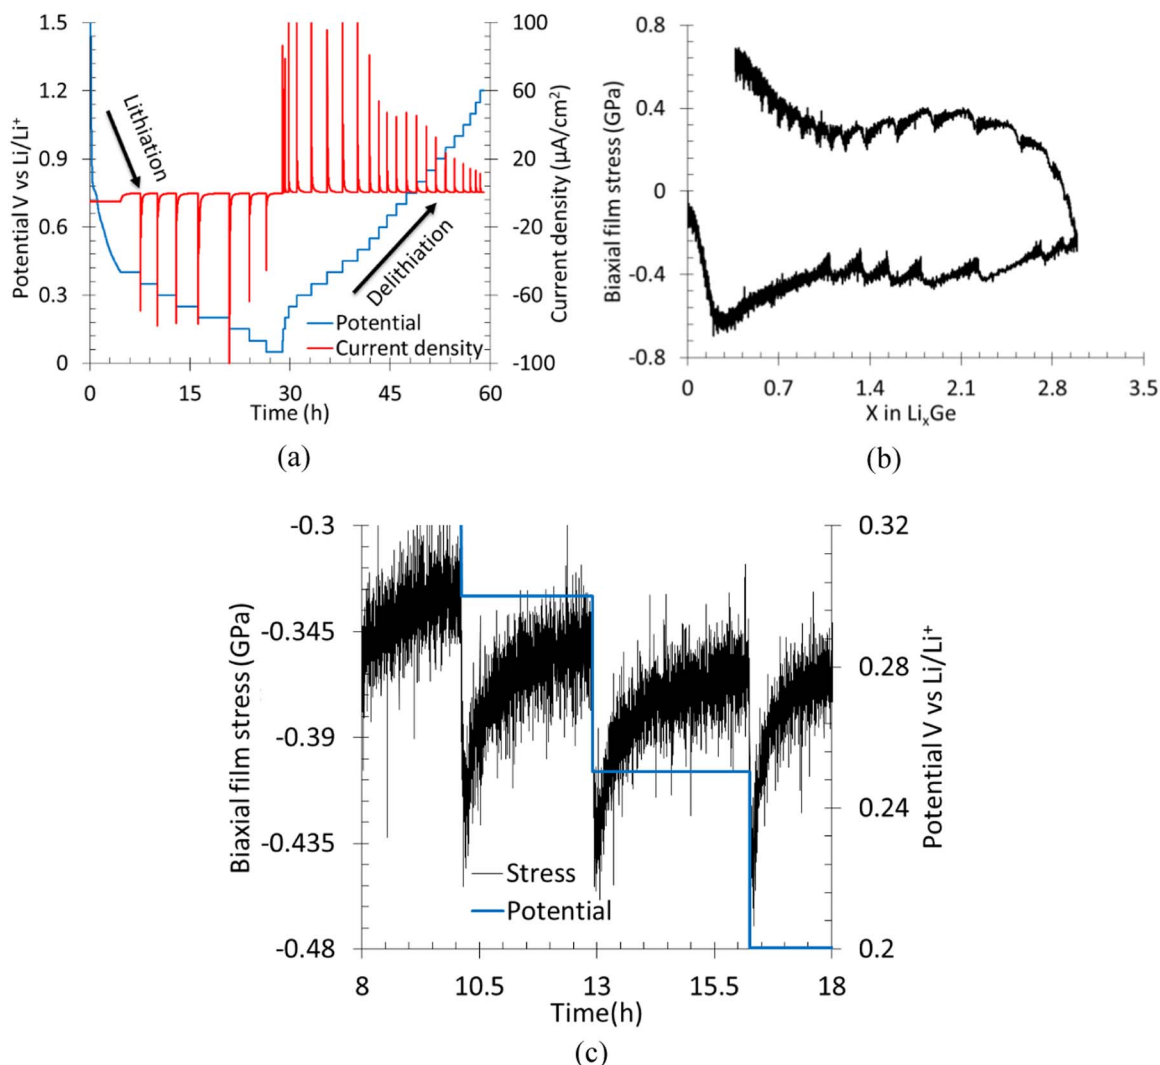 1.5
1.2
0.9
0.6
0.3
0
Potential V vs Li/Li⁺
100
60
20
-20
-60
-100
Current density (μA/cm²)
Lithiation
Delithiation
Potential
Current density
0 15 30 45 60
Time (h)
(a)
0.8
0.4
0
-0.4
-0.8
Biaxial film stress (GPa)
0 0.7 1.4 2.1 2.8 3.5
X in LiₓGe
(b)
-0.3
-0.345
-0.39
-0.435
-0.48
Biaxial film stress (GPa)
0.32
0.28
0.24
0.2
Potential V vs Li/Li⁺
Stress
Potential
8 10.5 13 15.5 18
Time(h)
(c)